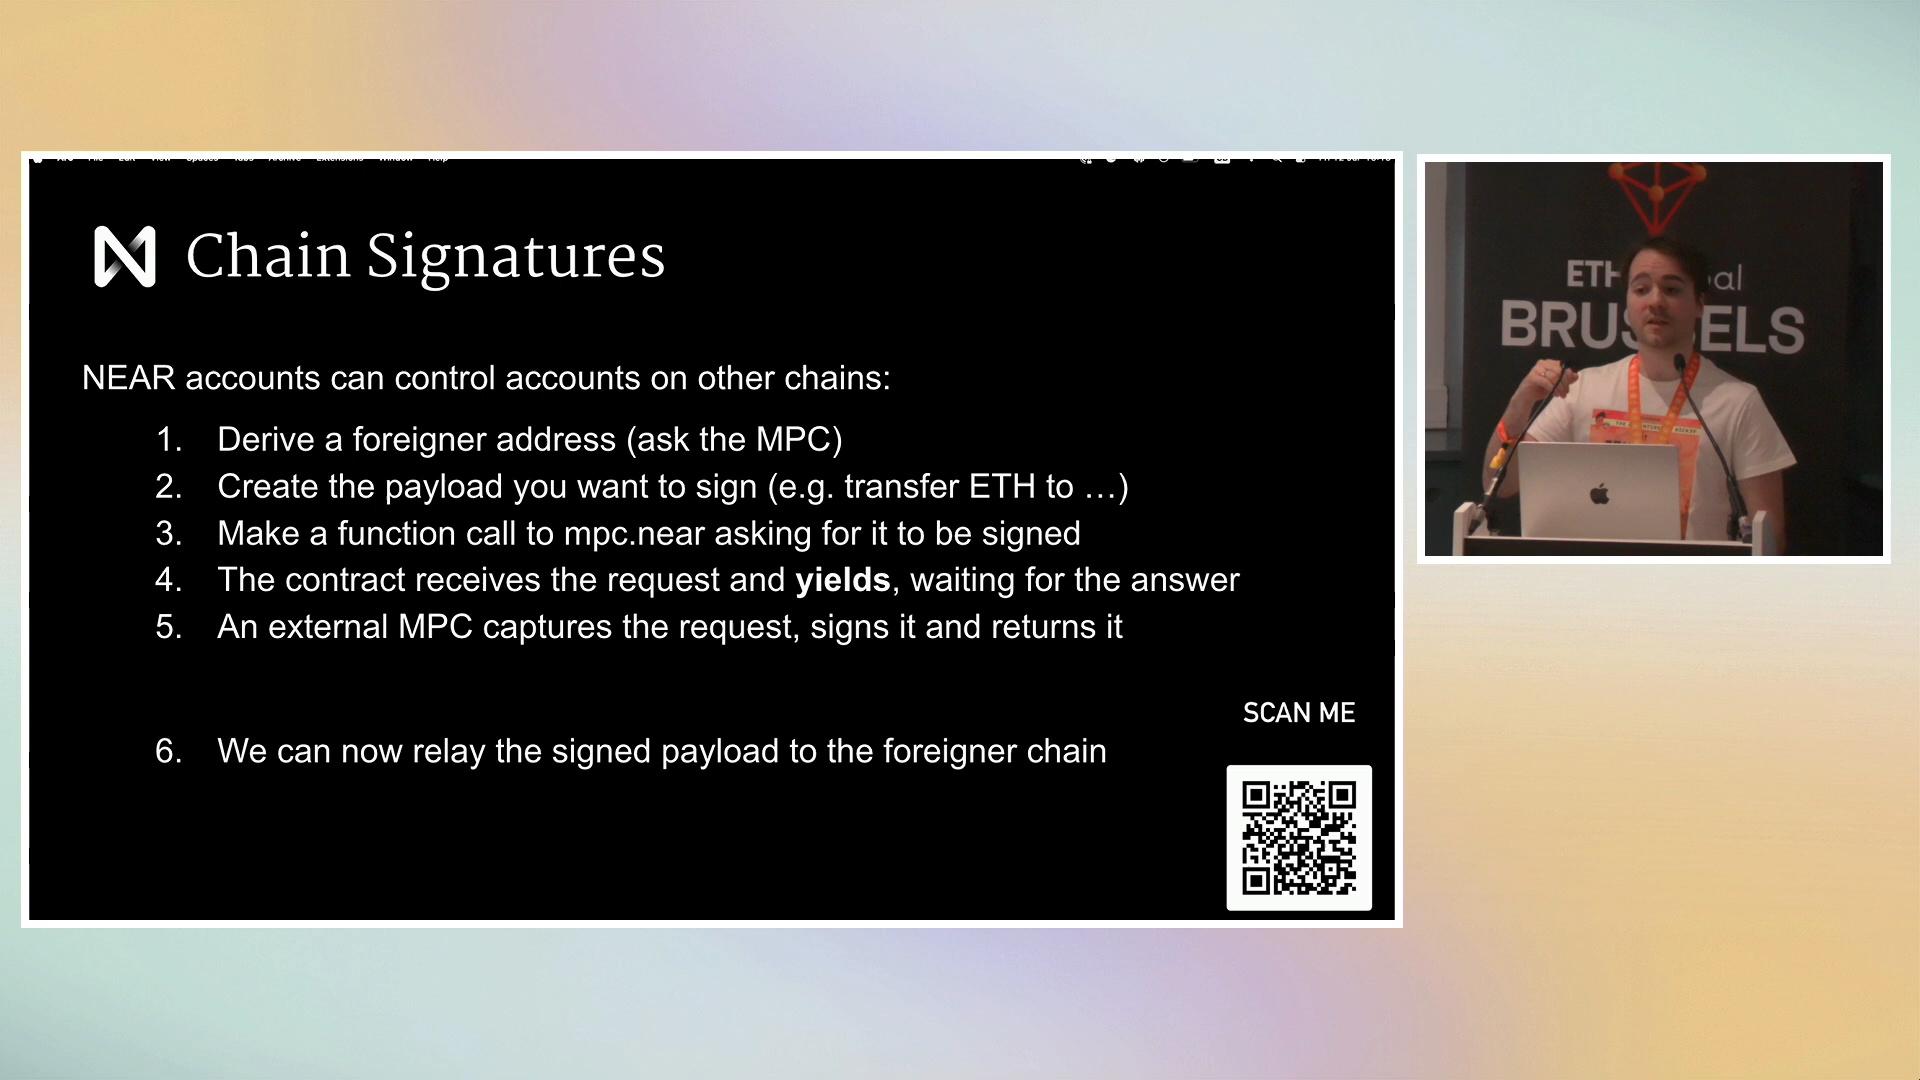 Chain Signatures
NEAR accounts can control accounts on other chains:
1. Derive a foreigner address (ask the MPC)
2. Create the payload you want to sign (e.g. transfer ETH to …)
3. Make a function call to mpc.near asking for it to be signed
4. The contract receives the request and yields, waiting for the answer
5. An external MPC captures the request, signs it and returns it
6. We can now relay the signed payload to the foreigner chain
SCAN ME